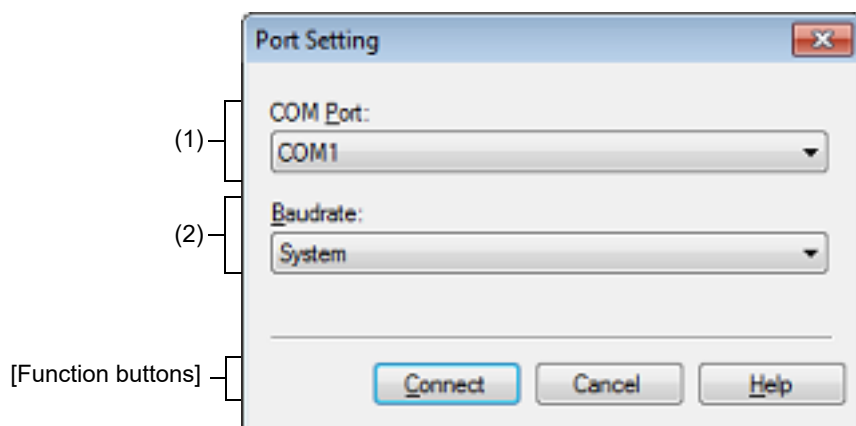 Port Setting
(1)
COM Port:
COM1
(2)
Baudrate:
System
[Function buttons]
Connect Cancel Help